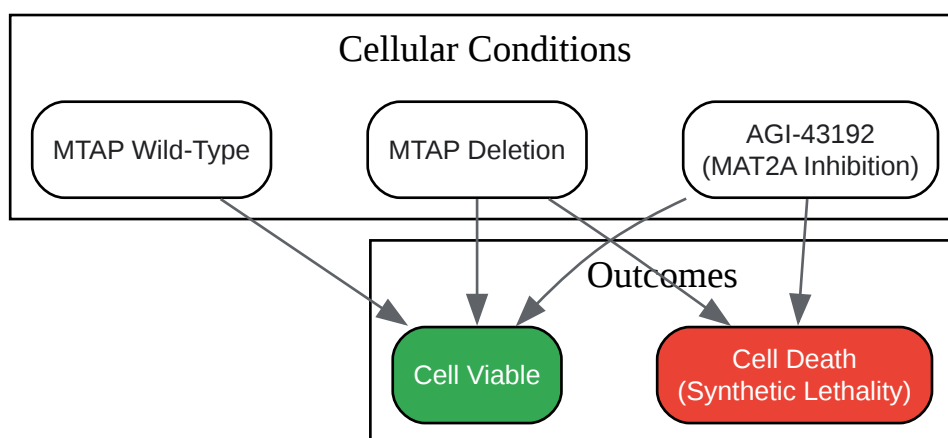 Cellular Conditions
MTAP Wild-Type
MTAP Deletion
AGI-43192
(MAT2A Inhibition)
Outcomes
Cell Viable
Cell Death
(Synthetic Lethality)